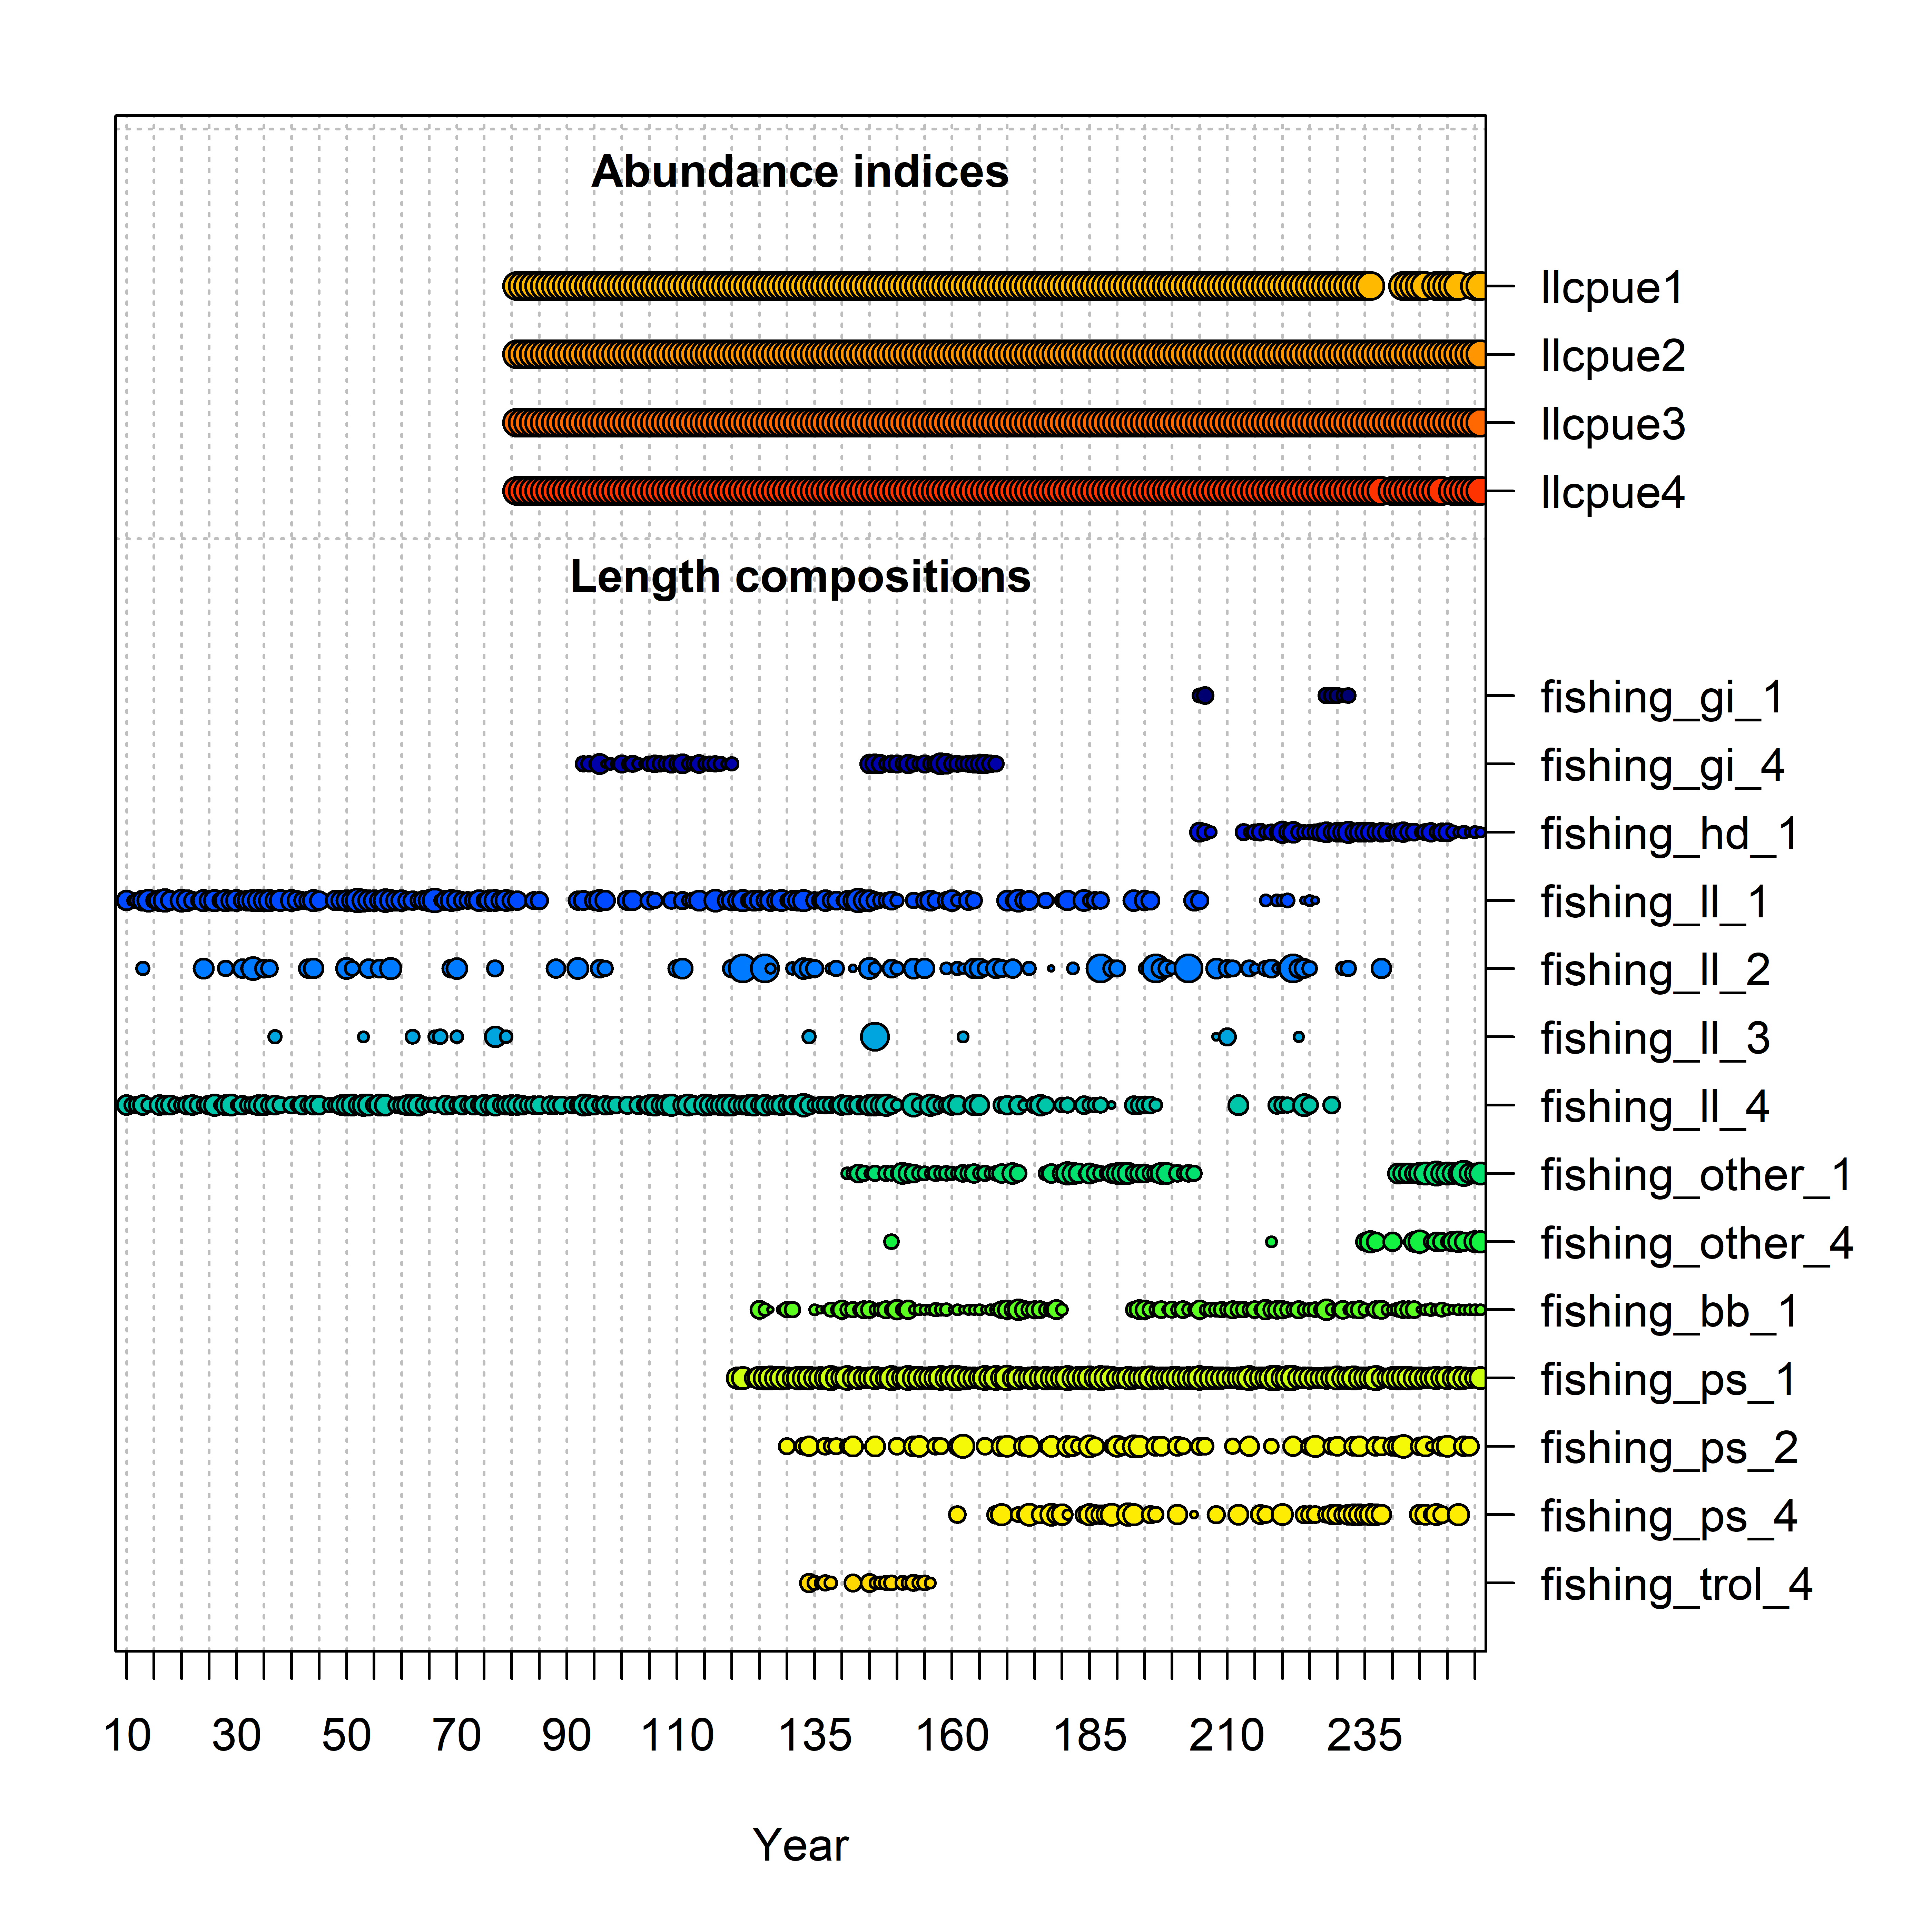 Abundance indices
llcpue1
llcpue2
llcpue3
llcpue4
Length compositions
fishing_gi_1
fishing_gi_4
fishing_hd_1
fishing_ll_1
fishing_ll_2
fishing_ll_3
fishing_ll_4
fishing_other_1
fishing_other_4
fishing_bb_1
fishing_ps_1
fishing_ps_2
fishing_ps_4
fishing_trol_4
10 30 50 70 90 110 135 160 185 210 235
Year